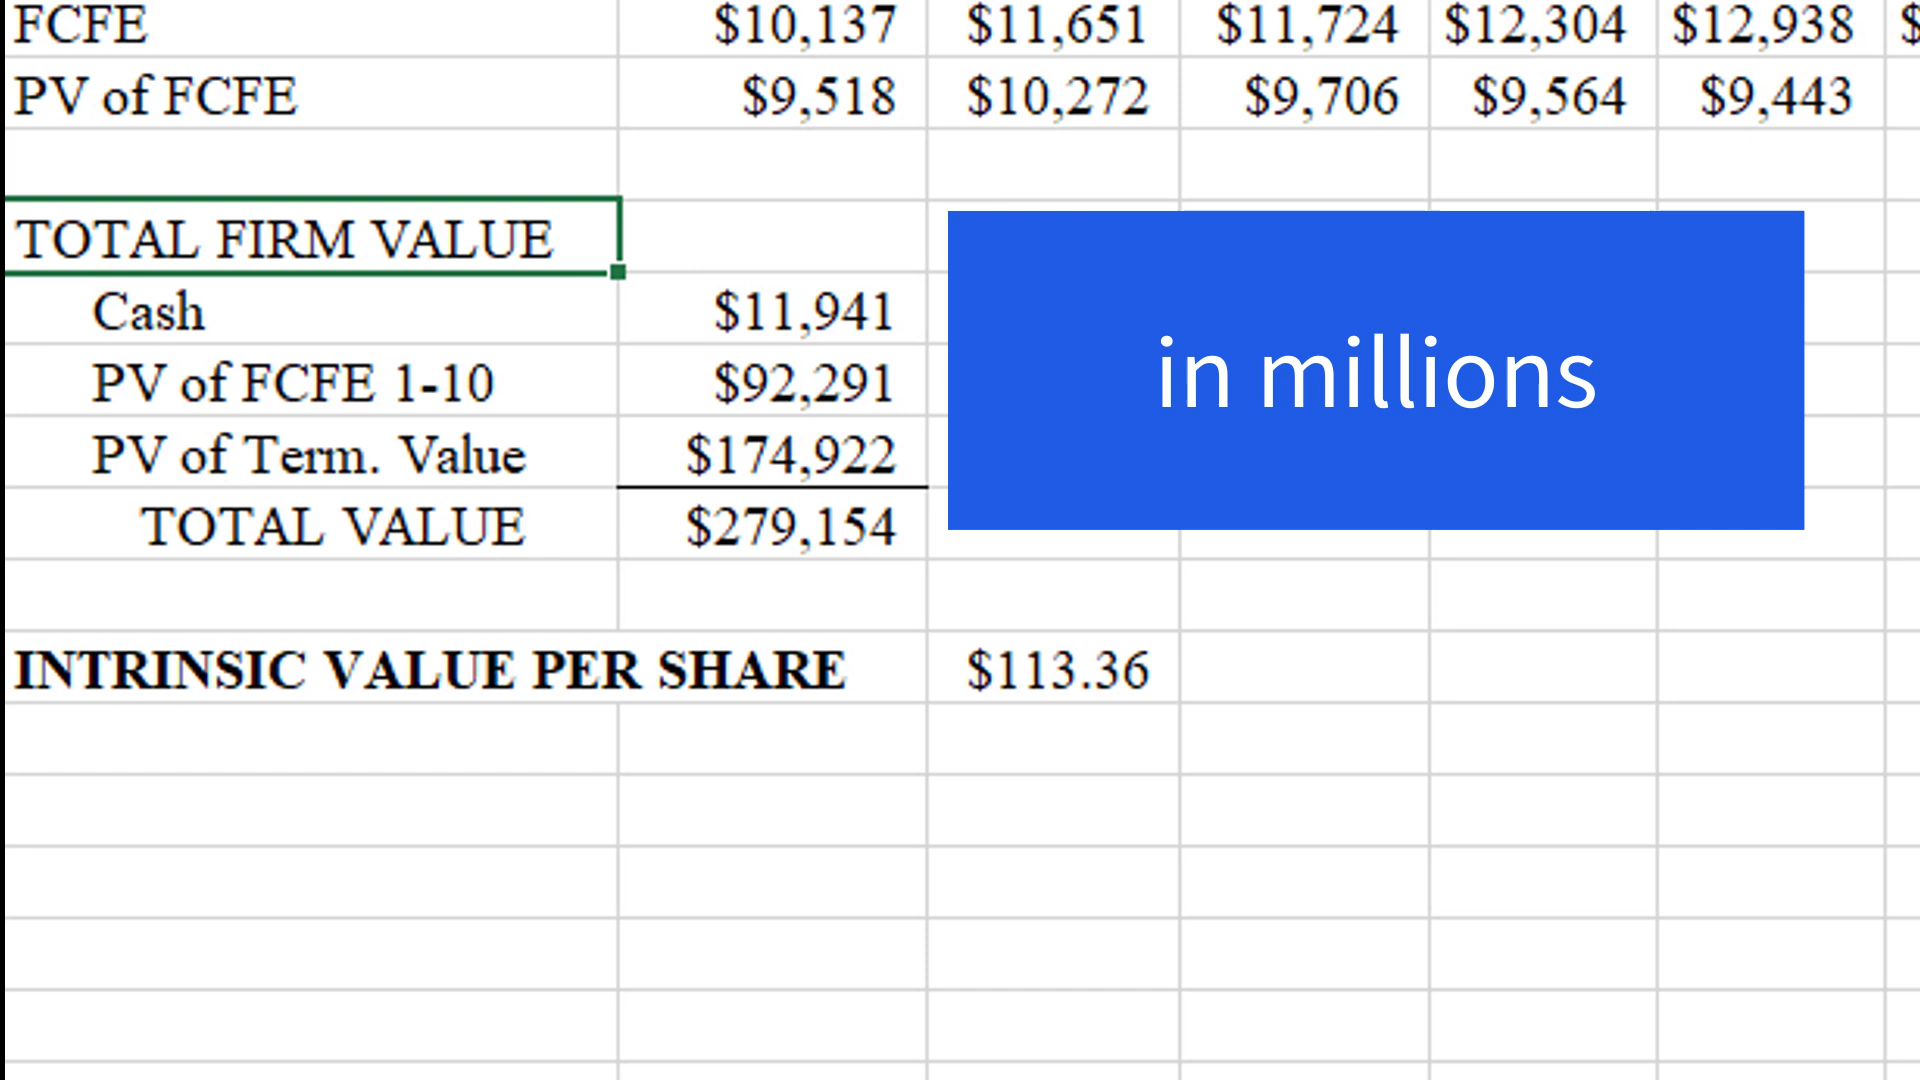 FCFE $10,137 $11,651 $11,724 $12,304 $12,938 $
PV of FCFE $9,518 $10,272 $9,706 $9,564 $9,443
TOTAL FIRM VALUE
Cash $11,941
PV of FCFE 1-10 $92,291
in millions
PV of Term. Value $174,922
TOTAL VALUE $279,154
INTRINSIC VALUE PER SHARE $113.36